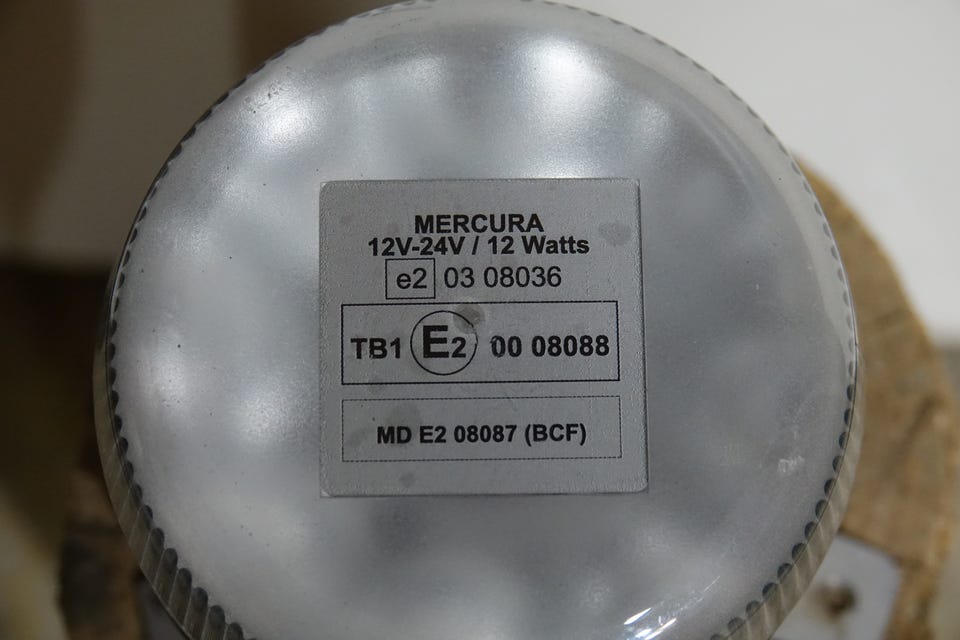 MERCURA
12V-24V / 12 Watts
e2 03 08036
TB1 E2 00 08088
MD E2 08087 (BCF)